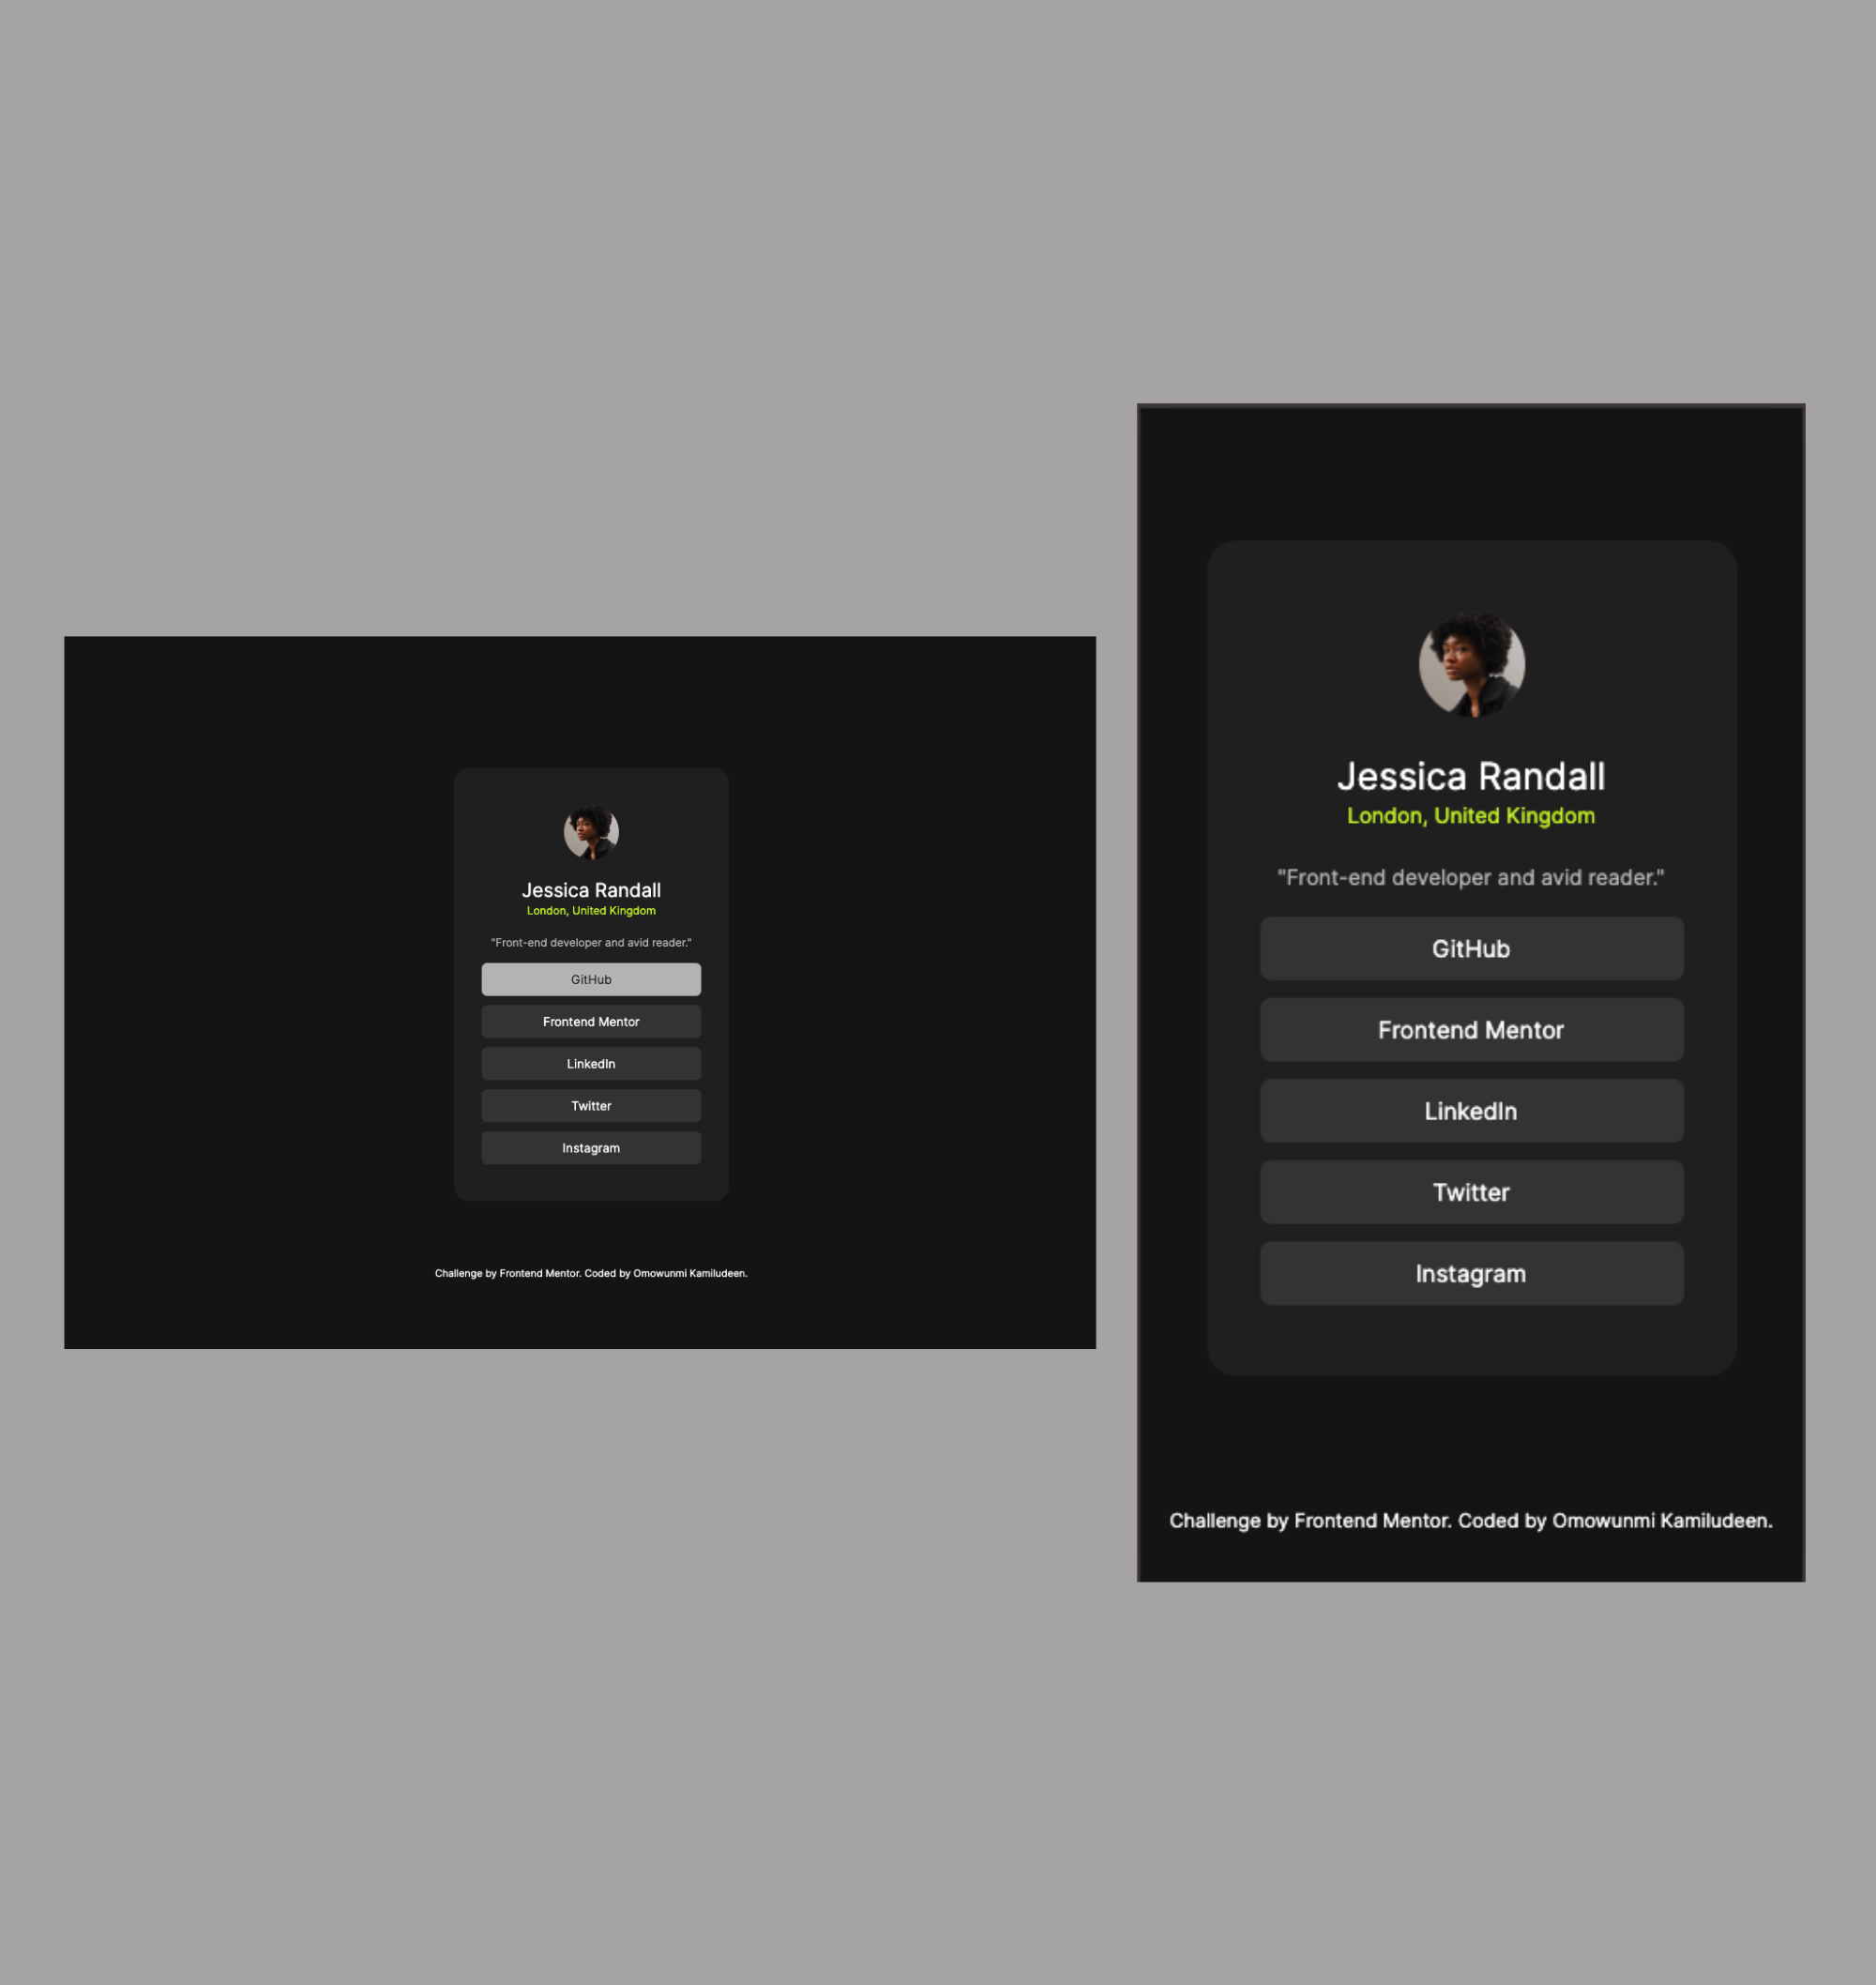 Jessica Randall
London, United Kingdom
"Front-end developer and avid reader."
GitHub
Frontend Mentor
LinkedIn
Twitter
Instagram
Challenge by Frontend Mentor. Coded by Omowunmi Kamiludeen.
Jessica Randall
London, United Kingdom
"Front-end developer and avid reader."
GitHub
Frontend Mentor
LinkedIn
Twitter
Instagram
Challenge by Frontend Mentor. Coded by Omowunmi Kamiludeen.